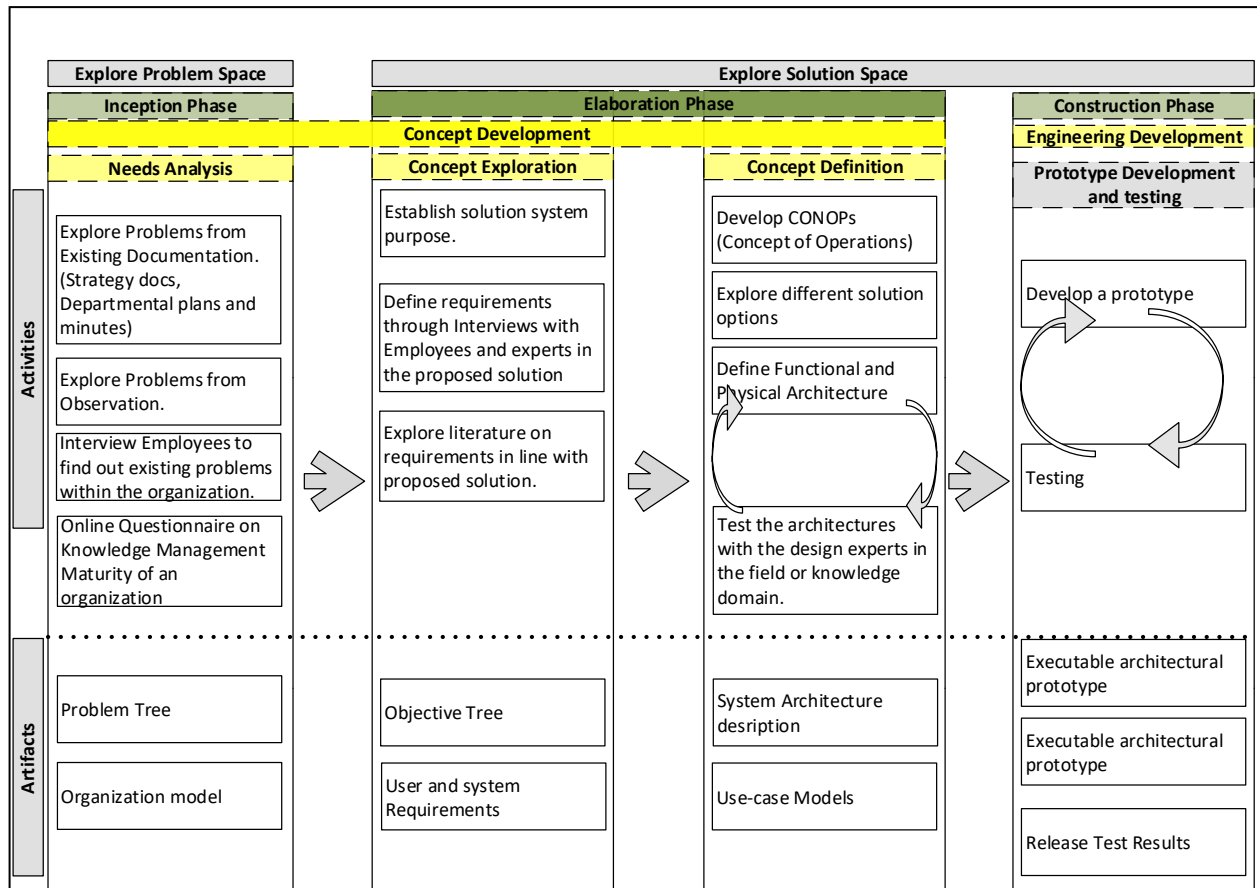 Explore Problem Space
Explore Solution Space
Inception Phase
Elaboration Phase
Construction Phase
Concept Development
Engineering Development
Needs Analysis
Concept Exploration
Concept Definition
Prototype Development
and testing
Activities
Explore Problems from
Existing Documentation.
(Strategy docs,
Departmental plans and
minutes)
Explore Problems from
Observation.
Interview Employees to
find out existing problems
within the organization.
Online Questionnaire on
Knowledge Management
Maturity of an
organization
Establish solution system
purpose.
Define requirements
through Interviews with
Employees and experts in
the proposed solution
Explore literature on
requirements in line with
proposed solution.
Develop CONOPs
(Concept of Operations)
Explore different solution
options
Define Functional and
Physical Architecture
Test the architectures
with the design experts in
the field or knowledge
domain.
Develop a prototype
Testing
Artifacts
Problem Tree
Organization model
Objective Tree
User and system
Requirements
System Architecture
desription
Use-case Models
Executable architectural
prototype
Executable architectural
prototype
Release Test Results